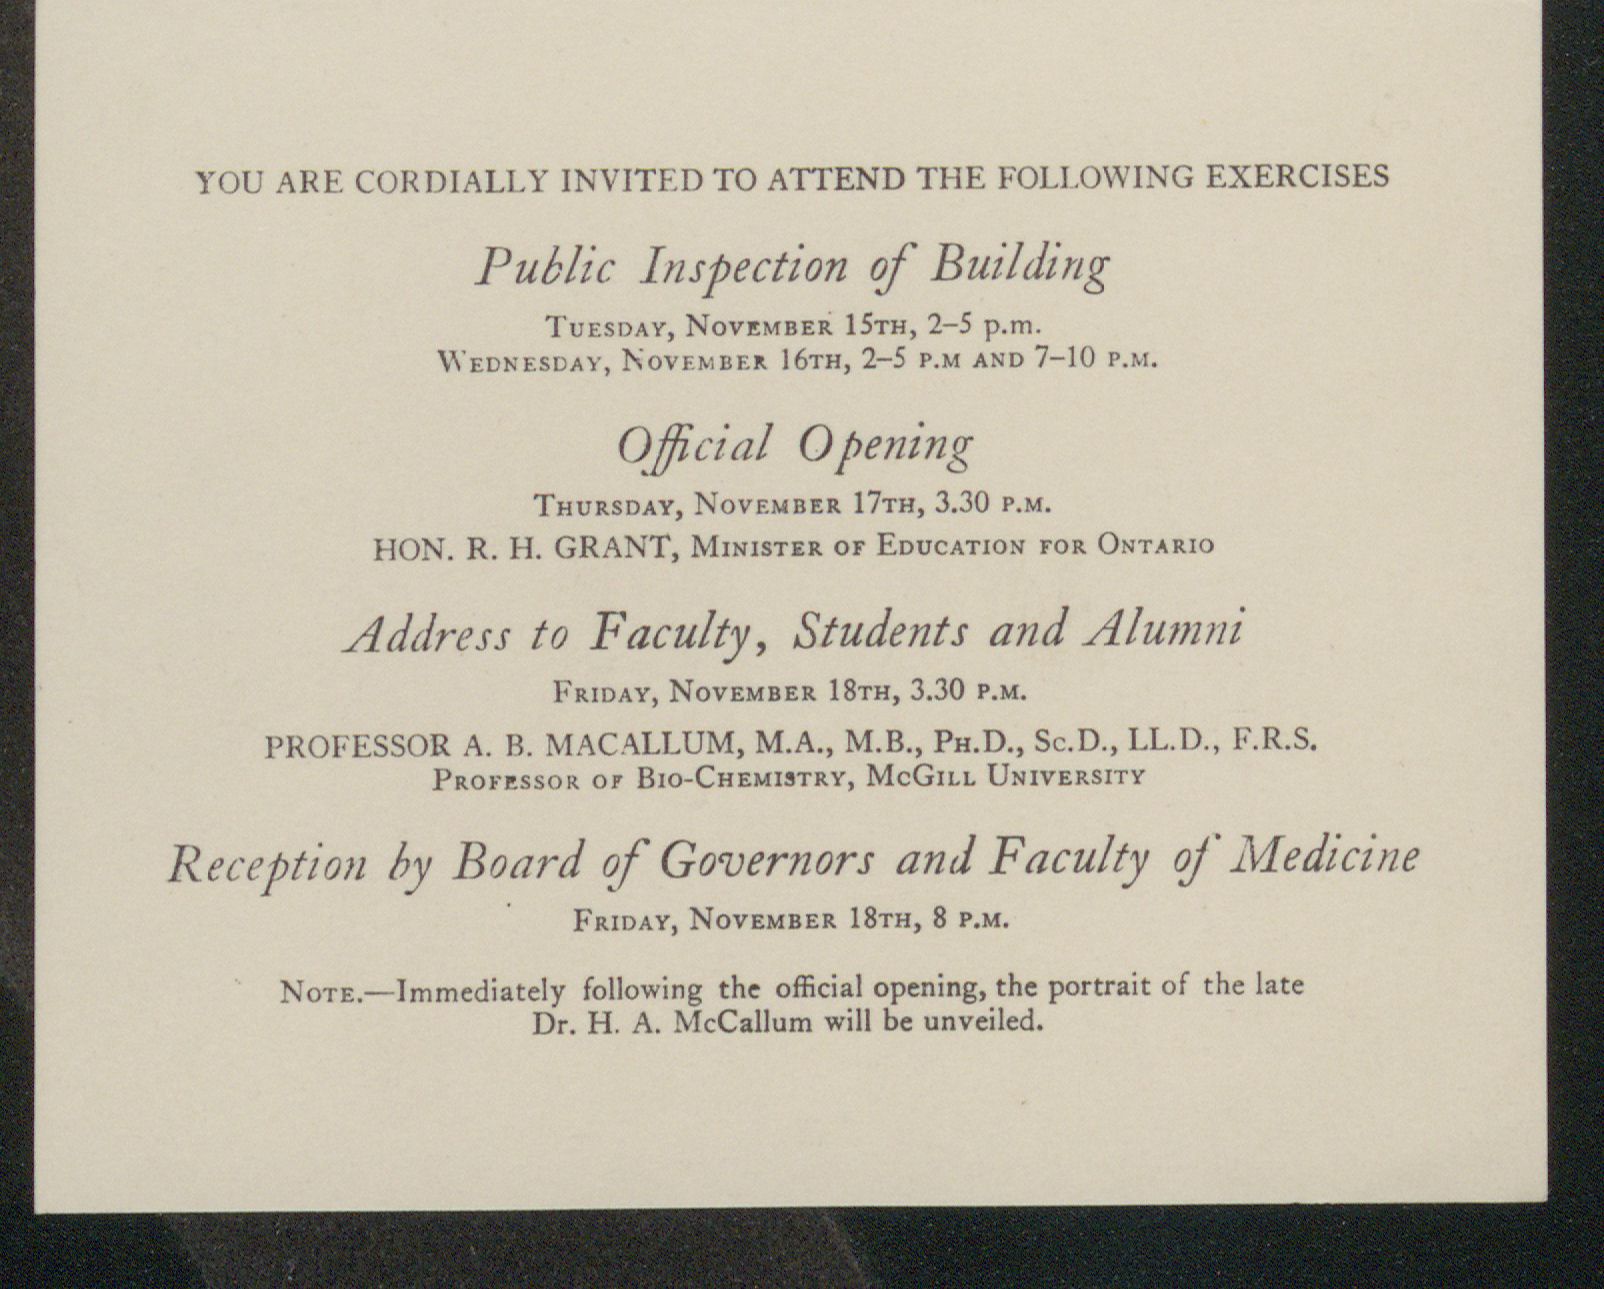 YOU ARE CORDIALLY INVITED TO ATTEND THE FOLLOWING EXERCISES
Public Inspection of Building
Tuesday, November 15th, 2–5 p.m.
Wednesday, November 16th, 2–5 p.m and 7–10 p.m.
Official Opening
Thursday, November 17th, 3.30 p.m.
HON. R. H. GRANT, Minister of Education for Ontario
Address to Faculty, Students and Alumni
Friday, November 18th, 3.30 p.m.
PROFESSOR A. B. MACALLUM, M.A., M.B., Ph.D., Sc.D., LL.D., F.R.S.
Professor of Bio-Chemistry, McGill University
Reception by Board of Governors and Faculty of Medicine
Friday, November 18th, 8 p.m.
Note.—Immediately following the official opening, the portrait of the late
Dr. H. A. McCallum will be unveiled.